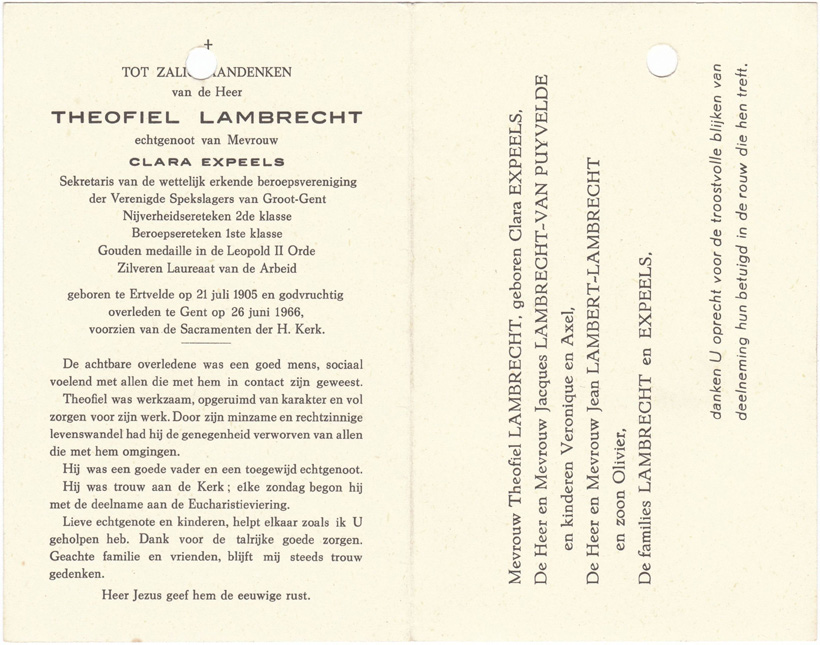 TOT ZALIG AANDENKEN
van de Heer
THEOFIEL LAMBRECHT
echtgenoot van Mevrouw
CLARA EXPEELS
Sekretaris van de wettelijk erkende beroepsvereniging
der Verenigde Spekslagers van Groot-Gent
Nijverheidsereteken 2de klasse
Beroepsereteken 1ste klasse
Gouden medaille in de Leopold II Orde
Zilveren Laureaat van de Arbeid
geboren te Ertvelde op 21 juli 1905 en godvruchtig
overleden te Gent op 26 juni 1966,
voorzien van de Sacramenten der H. Kerk.
De achtbare overledene was een goed mens, sociaal
voelend met allen die met hem in contact zijn geweest.
Theofiel was werkzaam, opgeruimd van karakter en vol
zorgen voor zijn werk. Door zijn minzame en rechtzinnige
levenswandel had hij de genegenheid verworven van allen
die met hem omgingen.
Hij was een goede vader en een toegewijd echtgenoot.
Hij was trouw aan de Kerk ; elke zondag begon hij
met de deelname aan de Eucharistieviering.
Lieve echtgenote en kinderen, helpt elkaar zoals ik U
geholpen heb. Dank voor de talrijke goede zorgen.
Geachte familie en vrienden, blijft mij steeds trouw
gedenken.
Heer Jezus geef hem de eeuwige rust.
Mevrouw Theofiel LAMBRECHT, geboren Clara EXPEELS,
De Heer en Mevrouw Jacques LAMBRECHT-VAN PUYVELDE
en kinderen Veronique en Axel,
De Heer en Mevrouw Jean LAMBERT-LAMBRECHT
en zoon Olivier,
De families LAMBRECHT en EXPEELS,
danken U oprecht voor de troostvolle blijken van
deelneming hun betuigd in de rouw die hen treft.